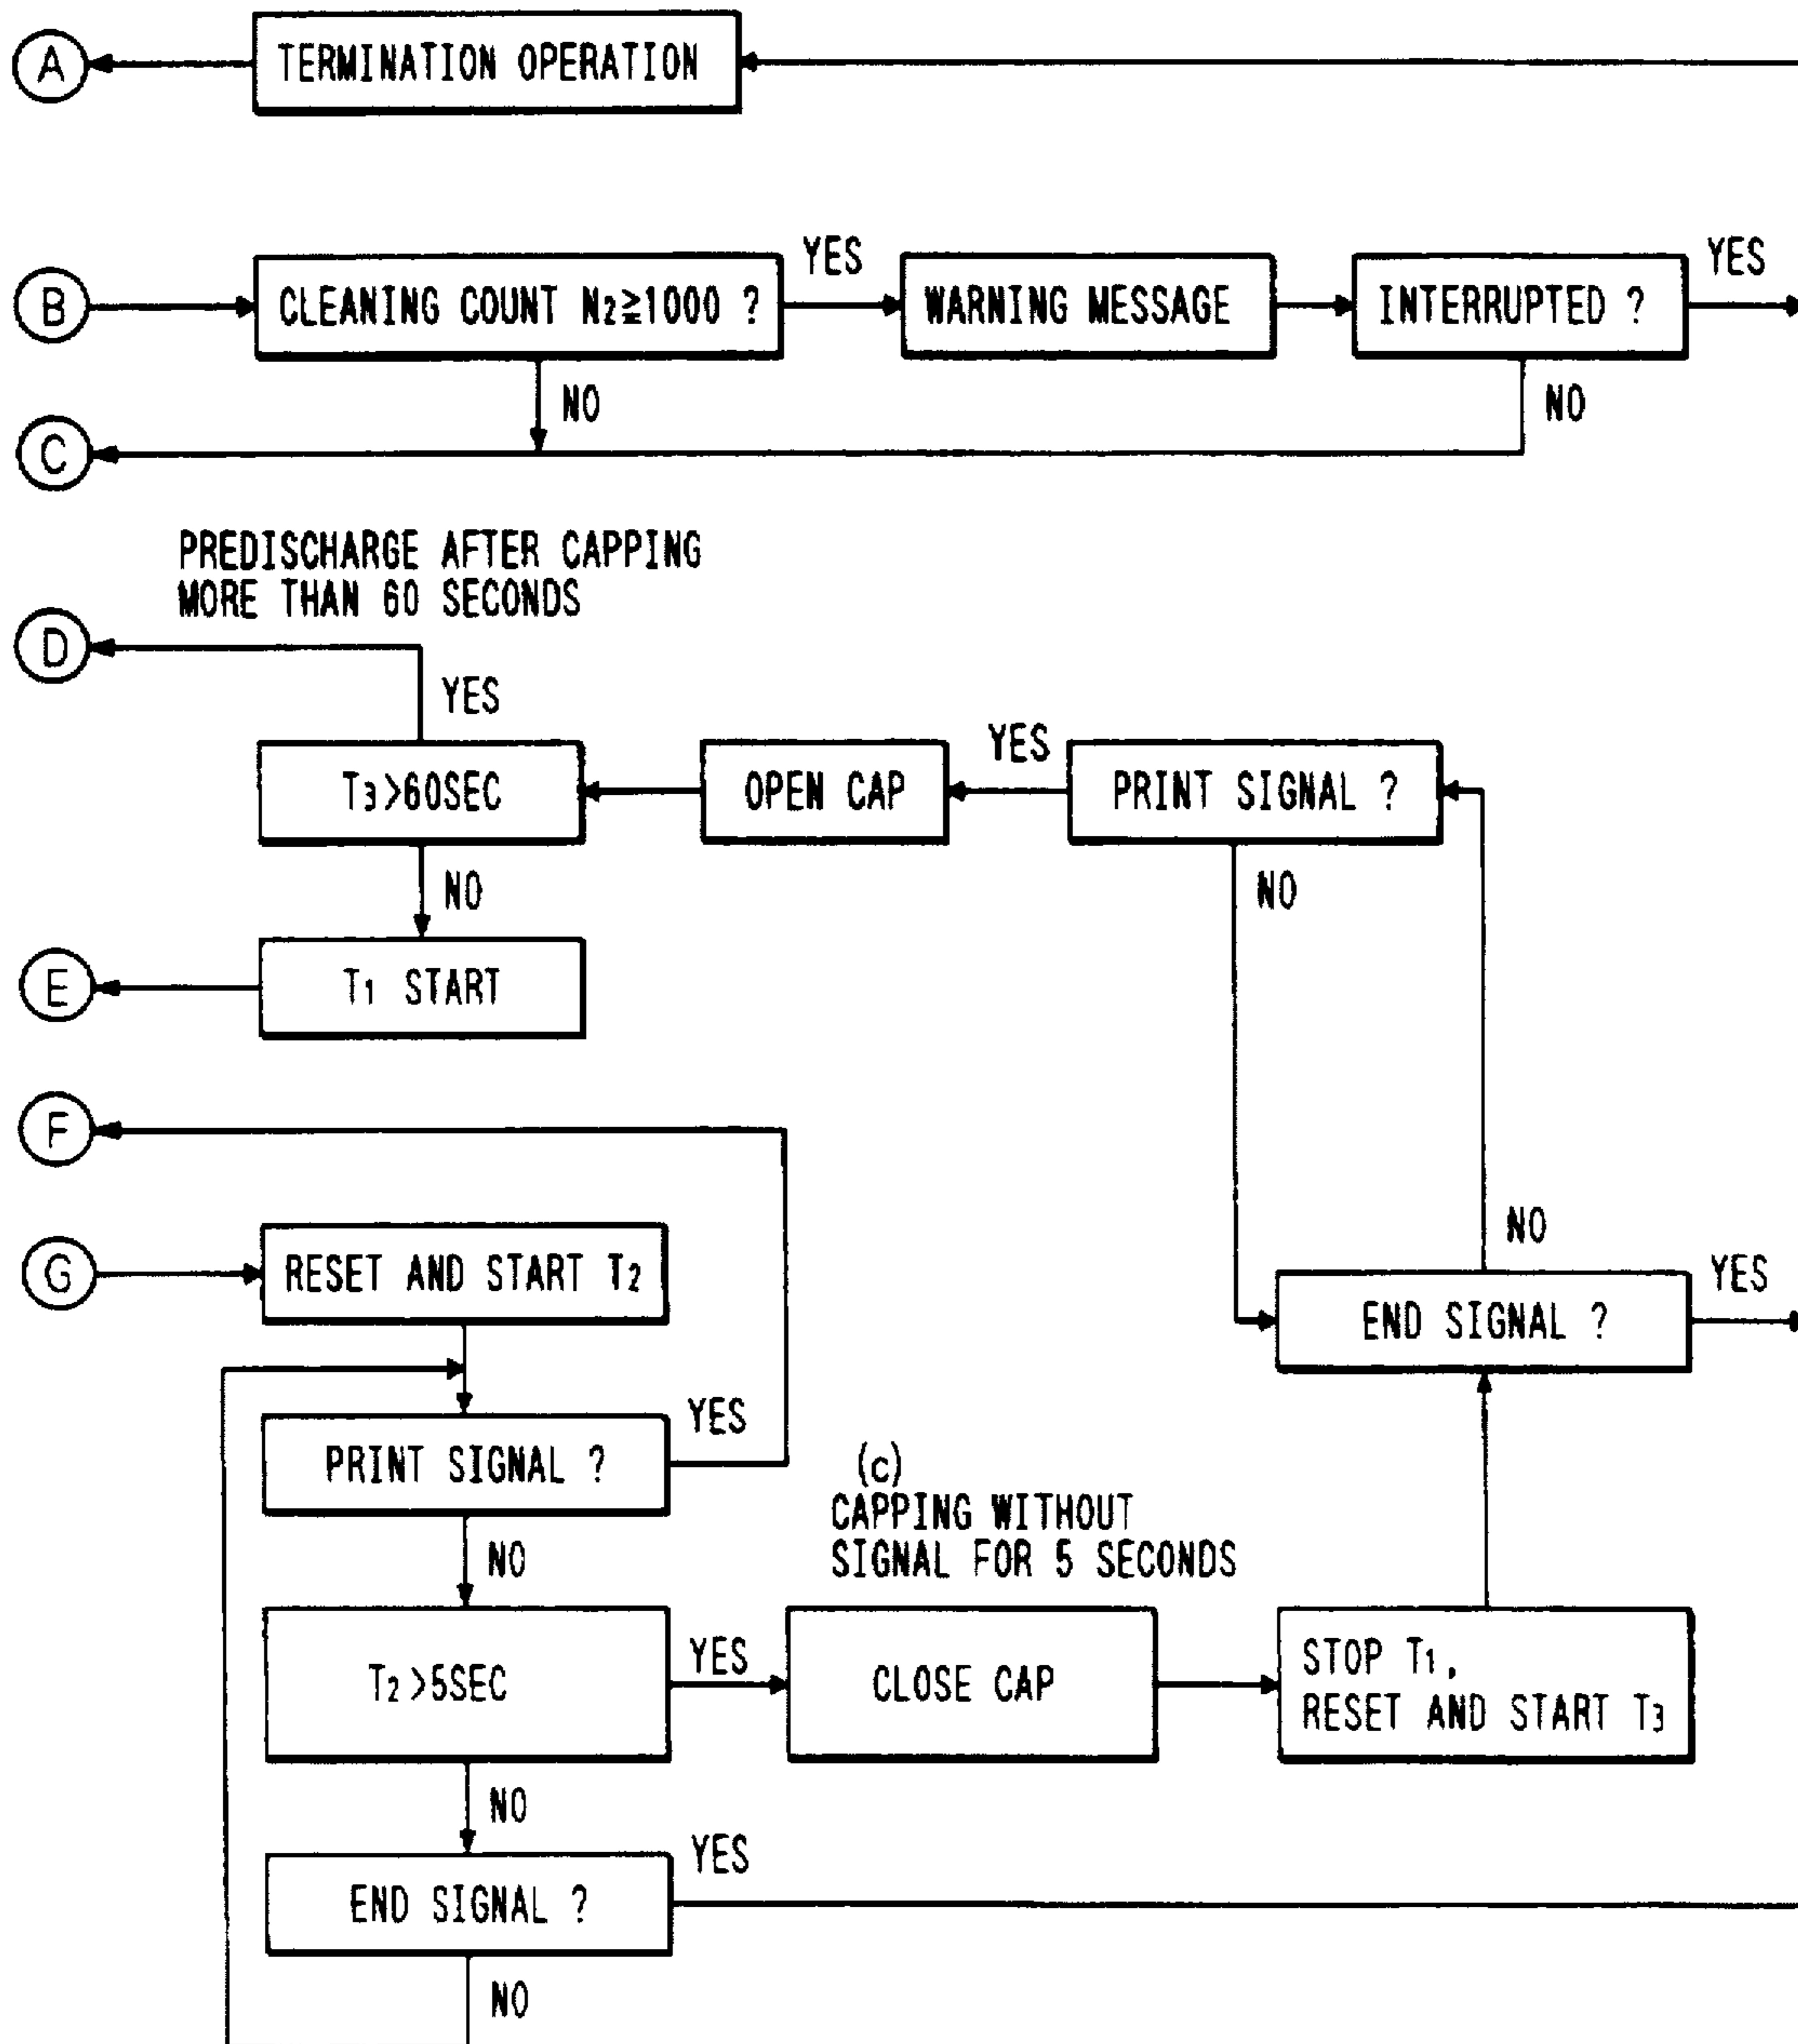 A
TERMINATION OPERATION
B
CLEANING COUNT N2≧1000 ?
YES
WARNING MESSAGE
INTERRUPTED ?
YES
NO
NO
C
PREDISCHARGE AFTER CAPPING
MORE THAN 60 SECONDS
D
YES
T3>60SEC
OPEN CAP
YES
PRINT SIGNAL ?
NO
NO
E
T1 START
F
G
RESET AND START T2
NO
END SIGNAL ?
YES
PRINT SIGNAL ?
YES
NO
(c)
CAPPING WITHOUT
SIGNAL FOR 5 SECONDS
T2>5SEC
YES
CLOSE CAP
STOP T1,
RESET AND START T3
NO
END SIGNAL ?
YES
NO